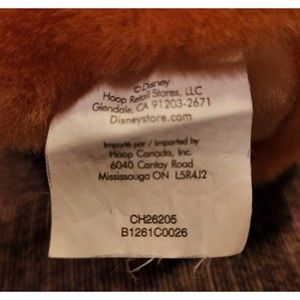 © Disney
Hoop Retail Stores, LLC
Glendale, CA 91203-2671
Disneystore.com
Importé par / Imported by
Hoop Canada, Inc.
6040 Cantay Road
Mississauga ON L5R4J2
CH26205
B1261C0026